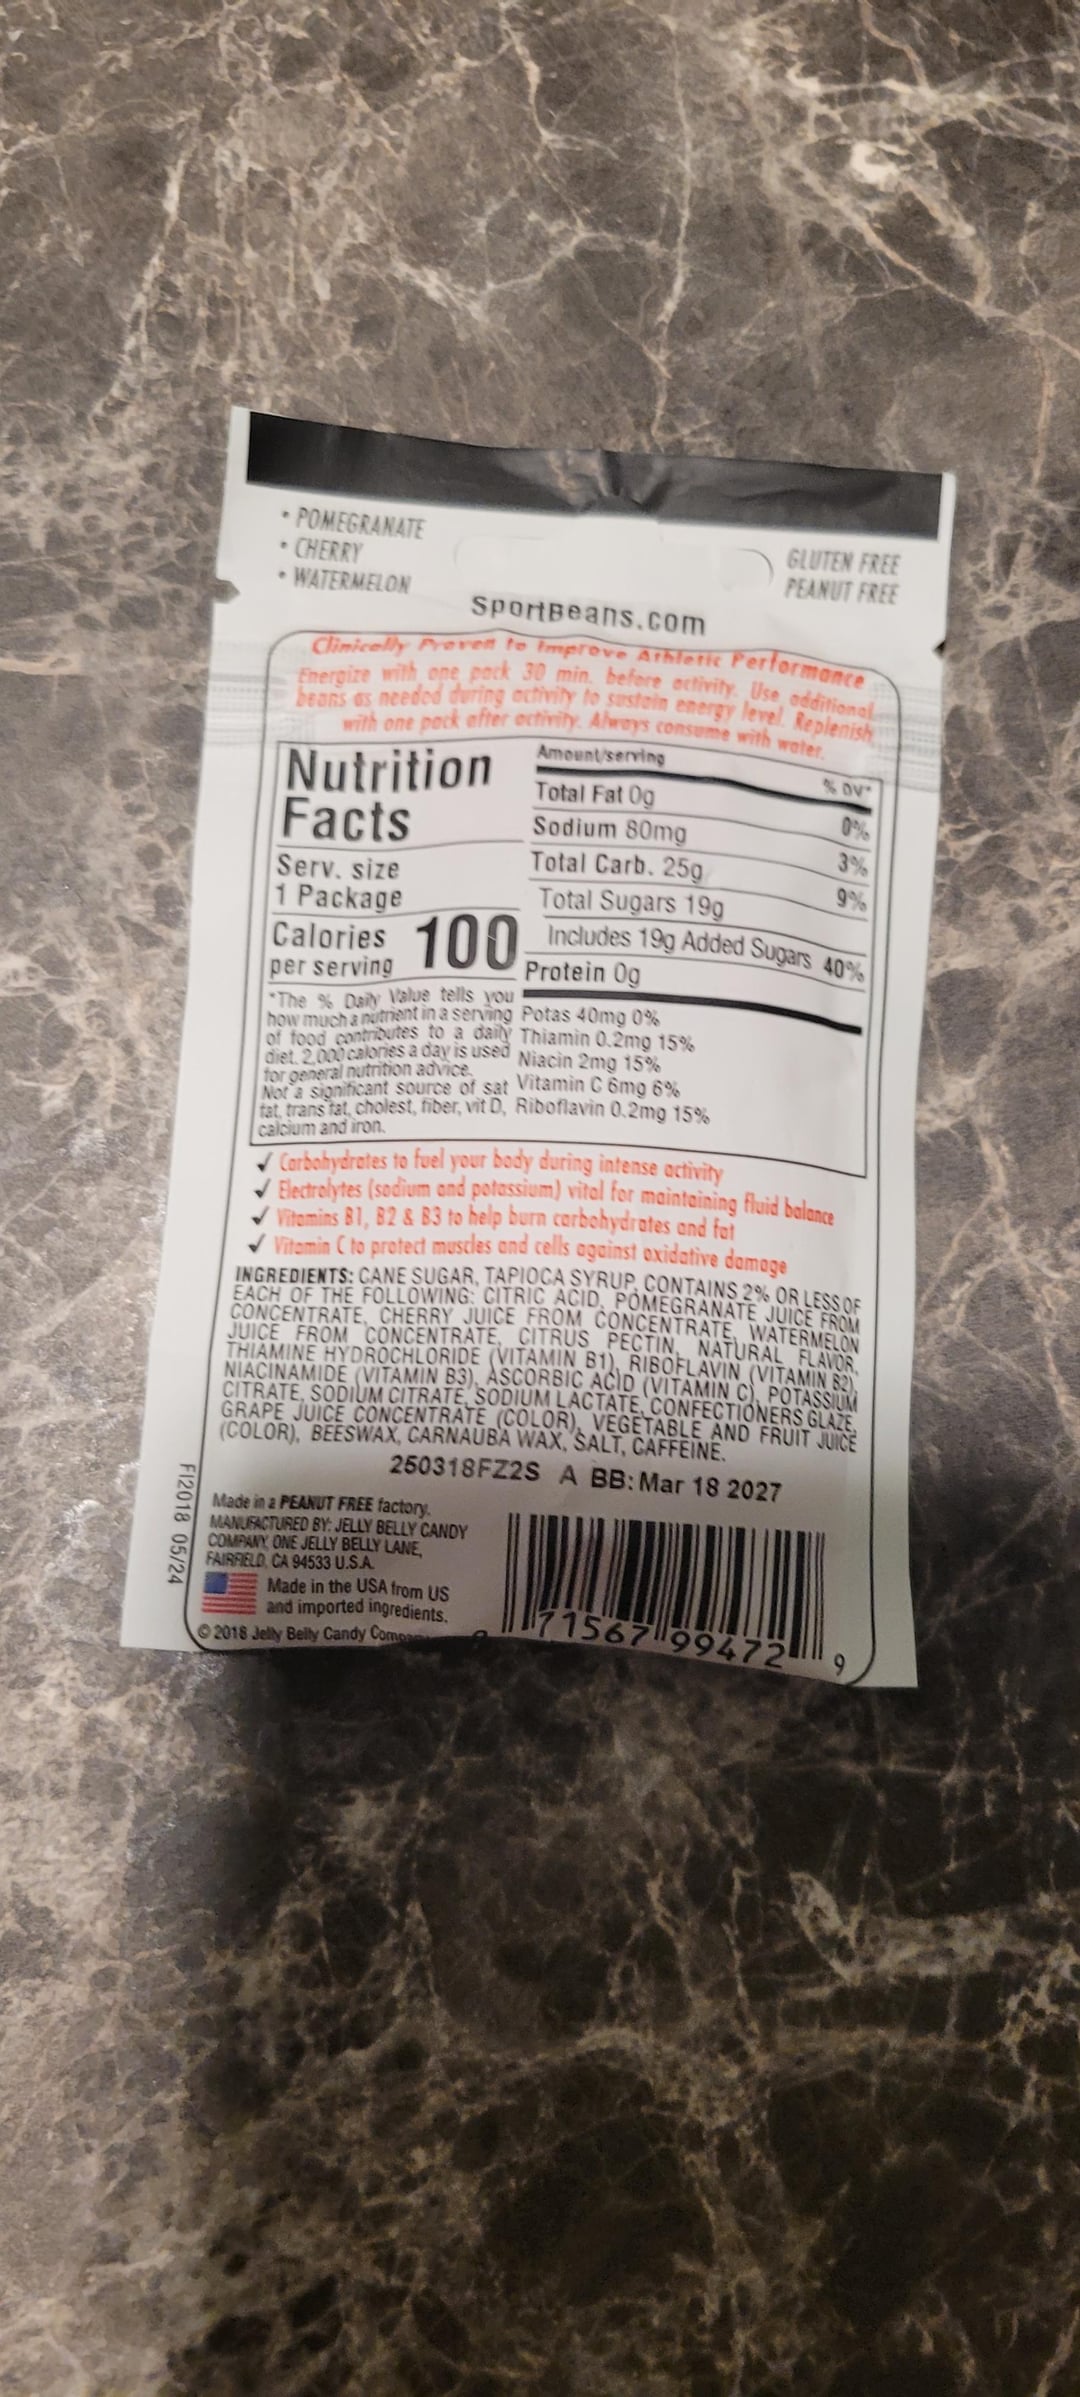 • POMEGRANATE
• CHERRY
• WATERMELON
GLUTEN FREE
PEANUT FREE
SportBeans.com
Clinically Proven to Improve Athletic Performance
Energize with one pack 30 min. before activity. Use additional
beans as needed during activity to sustain energy level. Replenish
with one pack after activity. Always consume with water.
Nutrition
Facts
Serv. size
1 Package
Calories 100
per serving
*The % Daily Value tells you
how much a nutrient in a serving
of food contributes to a daily
diet. 2,000 calories a day is used
for general nutrition advice.
Not a significant source of sat
fat, trans fat, cholest, fiber, vit D,
calcium and iron.
Amount/serving
% DV*
Total Fat 0g 0%
Sodium 80mg 3%
Total Carb. 25g 9%
Total Sugars 19g
Includes 19g Added Sugars 40%
Protein 0g
Potas 40mg 0%
Thiamin 0.2mg 15%
Niacin 2mg 15%
Vitamin C 6mg 6%
Riboflavin 0.2mg 15%
✓ Carbohydrates to fuel your body during intense activity
✓ Electrolytes (sodium and potassium) vital for maintaining fluid balance
✓ Vitamins B1, B2 & B3 to help burn carbohydrates and fat
✓ Vitamin C to protect muscles and cells against oxidative damage
INGREDIENTS: CANE SUGAR, TAPIOCA SYRUP, CONTAINS 2% OR LESS OF
EACH OF THE FOLLOWING: CITRIC ACID, POMEGRANATE JUICE FROM
CONCENTRATE, CHERRY JUICE FROM CONCENTRATE, WATERMELON
JUICE FROM CONCENTRATE, CITRUS PECTIN, NATURAL FLAVOR,
THIAMINE HYDROCHLORIDE (VITAMIN B1), RIBOFLAVIN (VITAMIN B2),
NIACINAMIDE (VITAMIN B3), ASCORBIC ACID (VITAMIN C), POTASSIUM
CITRATE, SODIUM CITRATE, SODIUM LACTATE, CONFECTIONERS GLAZE,
GRAPE JUICE CONCENTRATE (COLOR), VEGETABLE AND FRUIT JUICE
(COLOR), BEESWAX, CARNAUBA WAX, SALT, CAFFEINE.
250318FZ2S A BB: Mar 18 2027
FI2018 05/24
Made in a PEANUT FREE factory.
MANUFACTURED BY: JELLY BELLY CANDY
COMPANY, ONE JELLY BELLY LANE,
FAIRFIELD, CA 94533 U.S.A.
Made in the USA from US
and imported ingredients.
© 2018 Jelly Belly Candy
71567 99472 9